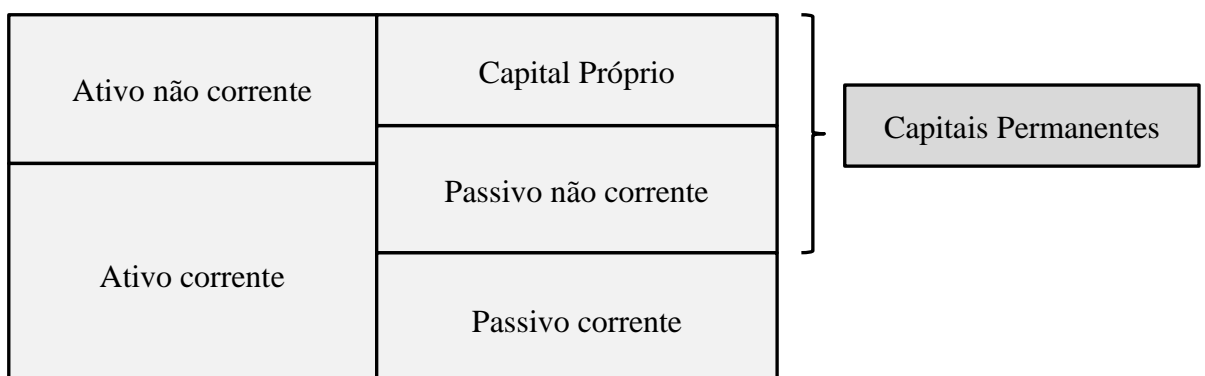 Ativo não corrente
Capital Próprio
Capitais Permanentes
Passivo não corrente
Ativo corrente
Passivo corrente